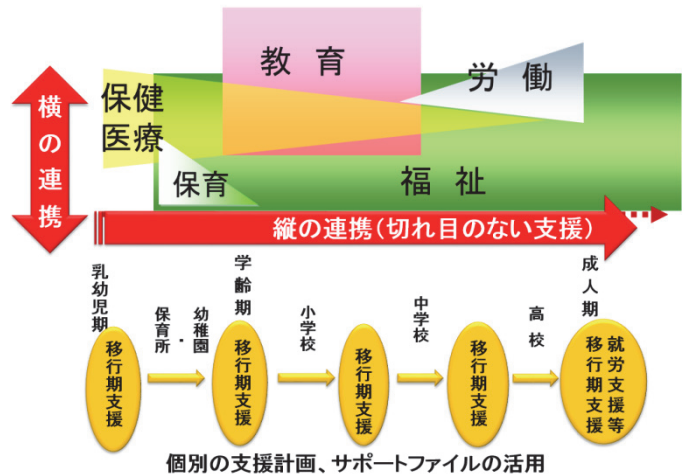 教 育
労 働
保健
医療
横の連携
保育
福 祉
縦の連携(切れ目のない支援)
乳幼児期
保育所・
幼稚園
学齢期
小学校
中学校
高校
成人期
移行期支援
移行期支援
移行期支援
移行期支援
就労支援等
移行期支援
個別の支援計画、サポートファイルの活用